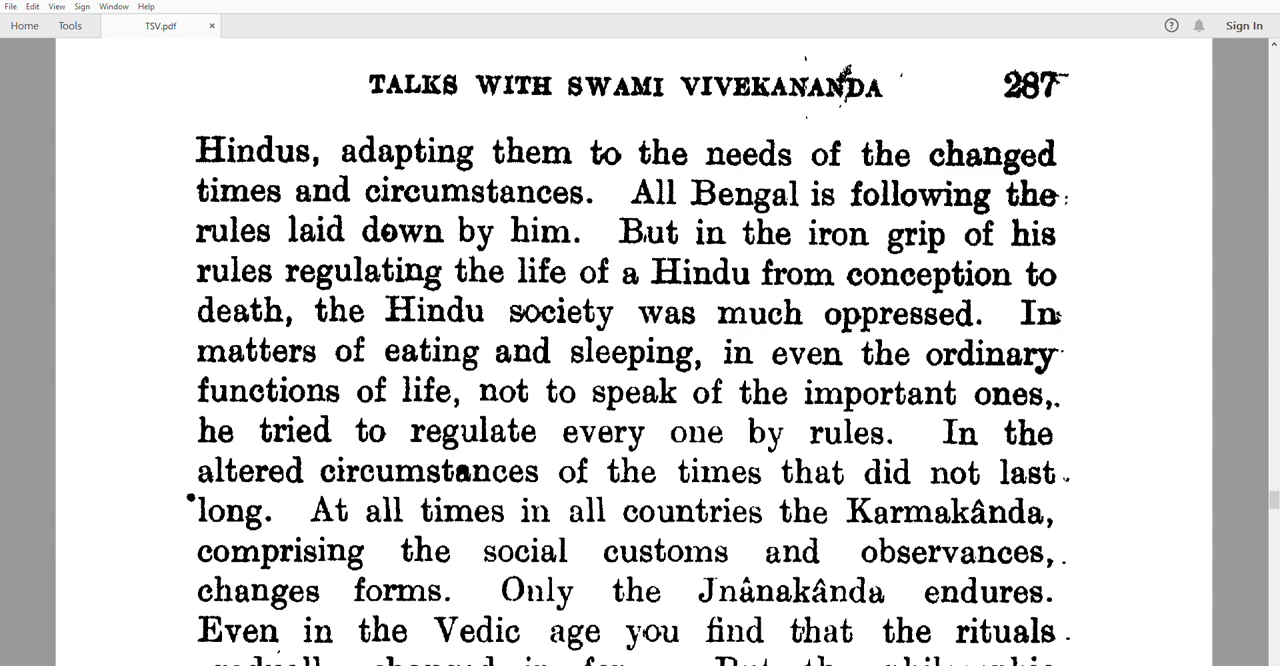 File Edit View Sign Window Help
Home Tools TSV.pdf × ? Sign In
TALKS WITH SWAMI VIVEKANANDA 287
Hindus, adapting them to the needs of the changed
times and circumstances. All Bengal is following the
rules laid down by him. But in the iron grip of his
rules regulating the life of a Hindu from conception to
death, the Hindu society was much oppressed. In
matters of eating and sleeping, in even the ordinary
functions of life, not to speak of the important ones,
he tried to regulate every one by rules. In the
altered circumstances of the times that did not last
long. At all times in all countries the Karmakânda,
comprising the social customs and observances,
changes forms. Only the Jnânakânda endures.
Even in the Vedic age you find that the rituals